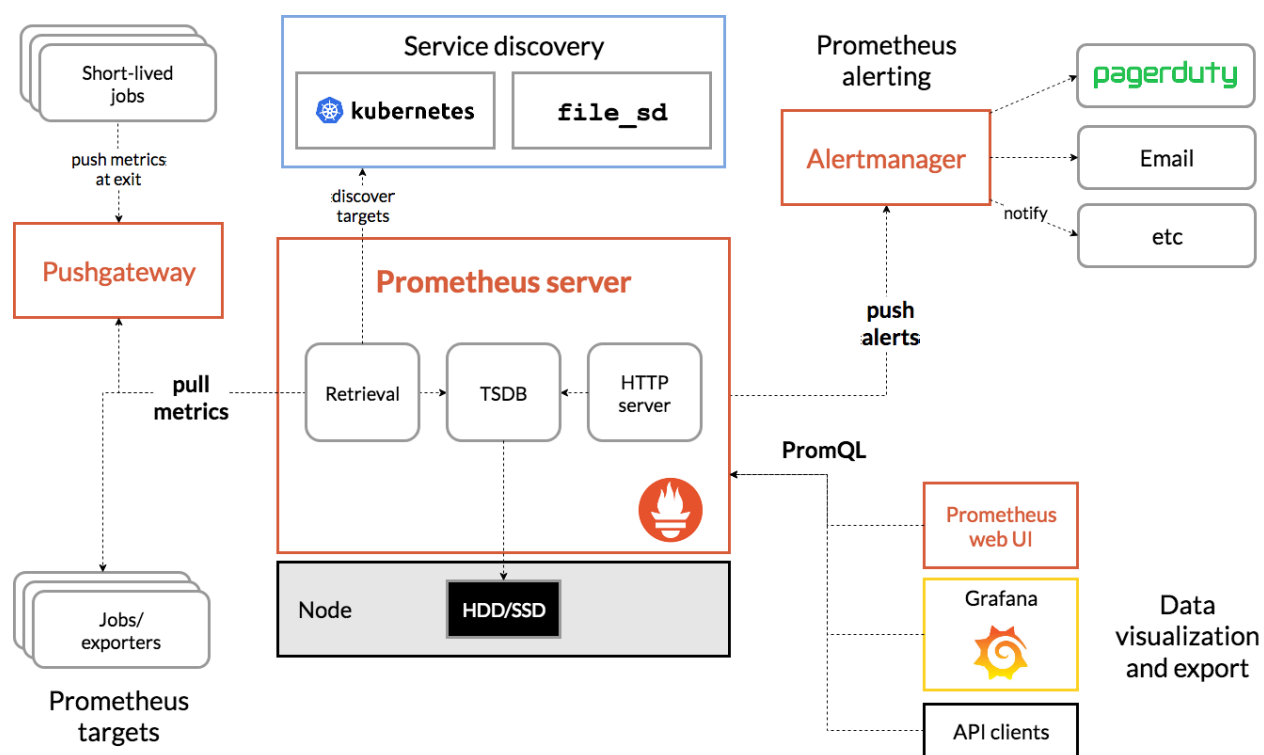 Short-lived
jobs
push metrics
at exit
Pushgateway
pull
metrics
Jobs/
exporters
Prometheus
targets
Service discovery
kubernetes
file_sd
discover
targets
Prometheus server
Retrieval
TSDB
HTTP
server
Node
HDD/SSD
Prometheus
alerting
Alertmanager
pagerduty
Email
etc
notify
push
alerts
PromQL
Prometheus
web UI
Grafana
API clients
Data
visualization
and export